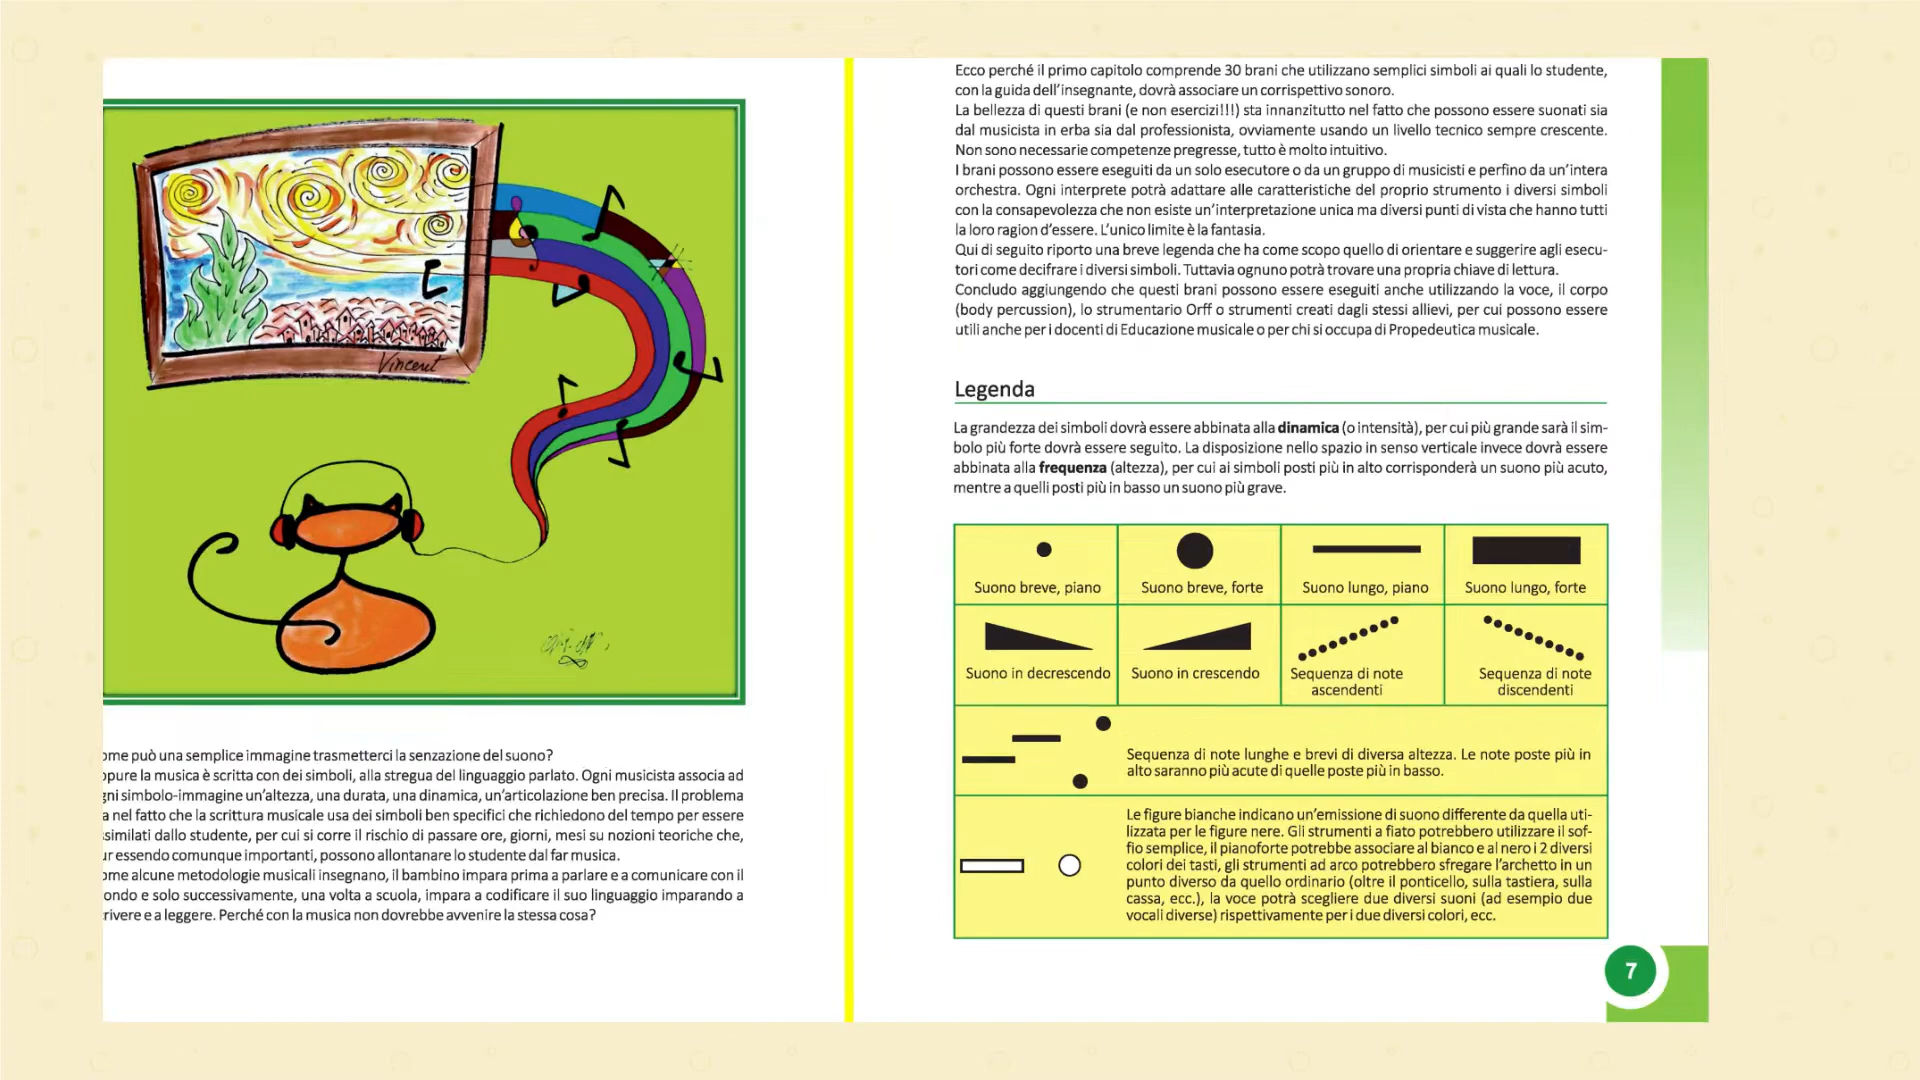 Vincent
ome può una semplice immagine trasmetterci la senzazione del suono?
ppure la musica è scritta con dei simboli, alla stregua del linguaggio parlato. Ogni musicista associa ad
gni simbolo-immagine un'altezza, una durata, una dinamica, un'articolazione ben precisa. Il problema
a nel fatto che la scrittura musicale usa dei simboli ben specifici che richiedono del tempo per essere
ssimilati dallo studente, per cui si corre il rischio di passare ore, giorni, mesi su nozioni teoriche che,
ur essendo comunque importanti, possono allontanare lo studente dal far musica.
ome alcune metodologie musicali insegnano, il bambino impara prima a parlare e a comunicare con il
ondo e solo successivamente, una volta a scuola, impara a codificare il suo linguaggio imparando a
rivere e a leggere. Perché con la musica non dovrebbe avvenire la stessa cosa?
Ecco perché il primo capitolo comprende 30 brani che utilizzano semplici simboli ai quali lo studente,
con la guida dell'insegnante, dovrà associare un corrispettivo sonoro.
La bellezza di questi brani (e non esercizi!!!) sta innanzitutto nel fatto che possono essere suonati sia
dal musicista in erba sia dal professionista, ovviamente usando un livello tecnico sempre crescente.
Non sono necessarie competenze pregresse, tutto è molto intuitivo.
I brani possono essere eseguiti da un solo esecutore o da un gruppo di musicisti e perfino da un'intera
orchestra. Ogni interprete potrà adattare alle caratteristiche del proprio strumento i diversi simboli
con la consapevolezza che non esiste un'interpretazione unica ma diversi punti di vista che hanno tutti
la loro ragion d'essere. L'unico limite è la fantasia.
Qui di seguito riporto una breve legenda che ha come scopo quello di orientare e suggerire agli esecu-
tori come decifrare i diversi simboli. Tuttavia ognuno potrà trovare una propria chiave di lettura.
Concludo aggiungendo che questi brani possono essere eseguiti anche utilizzando la voce, il corpo
(body percussion), lo strumentario Orff o strumenti creati dagli stessi allievi, per cui possono essere
utili anche per i docenti di Educazione musicale o per chi si occupa di Propedeutica musicale.
Legenda
La grandezza dei simboli dovrà essere abbinata alla dinamica (o intensità), per cui più grande sarà il sim-
bolo più forte dovrà essere seguito. La disposizione nello spazio in senso verticale invece dovrà essere
abbinata alla frequenza (altezza), per cui ai simboli posti più in alto corrisponderà un suono più acuto,
mentre a quelli posti più in basso un suono più grave.
Suono breve, piano
Suono breve, forte
Suono lungo, piano
Suono lungo, forte
Suono in decrescendo
Suono in crescendo
Sequenza di note
ascendenti
Sequenza di note
discendenti
Sequenza di note lunghe e brevi di diversa altezza. Le note poste più in
alto saranno più acute di quelle poste più in basso.
Le figure bianche indicano un'emissione di suono differente da quella uti-
lizzata per le figure nere. Gli strumenti a fiato potrebbero utilizzare il sof-
fio semplice, il pianoforte potrebbe associare al bianco e al nero i 2 diversi
colori dei tasti, gli strumenti ad arco potrebbero sfregare l'archetto in un
punto diverso da quello ordinario (oltre il ponticello, sulla tastiera, sulla
cassa, ecc.), la voce potrà scegliere due diversi suoni (ad esempio due
vocali diverse) rispettivamente per i due diversi colori, ecc.
7